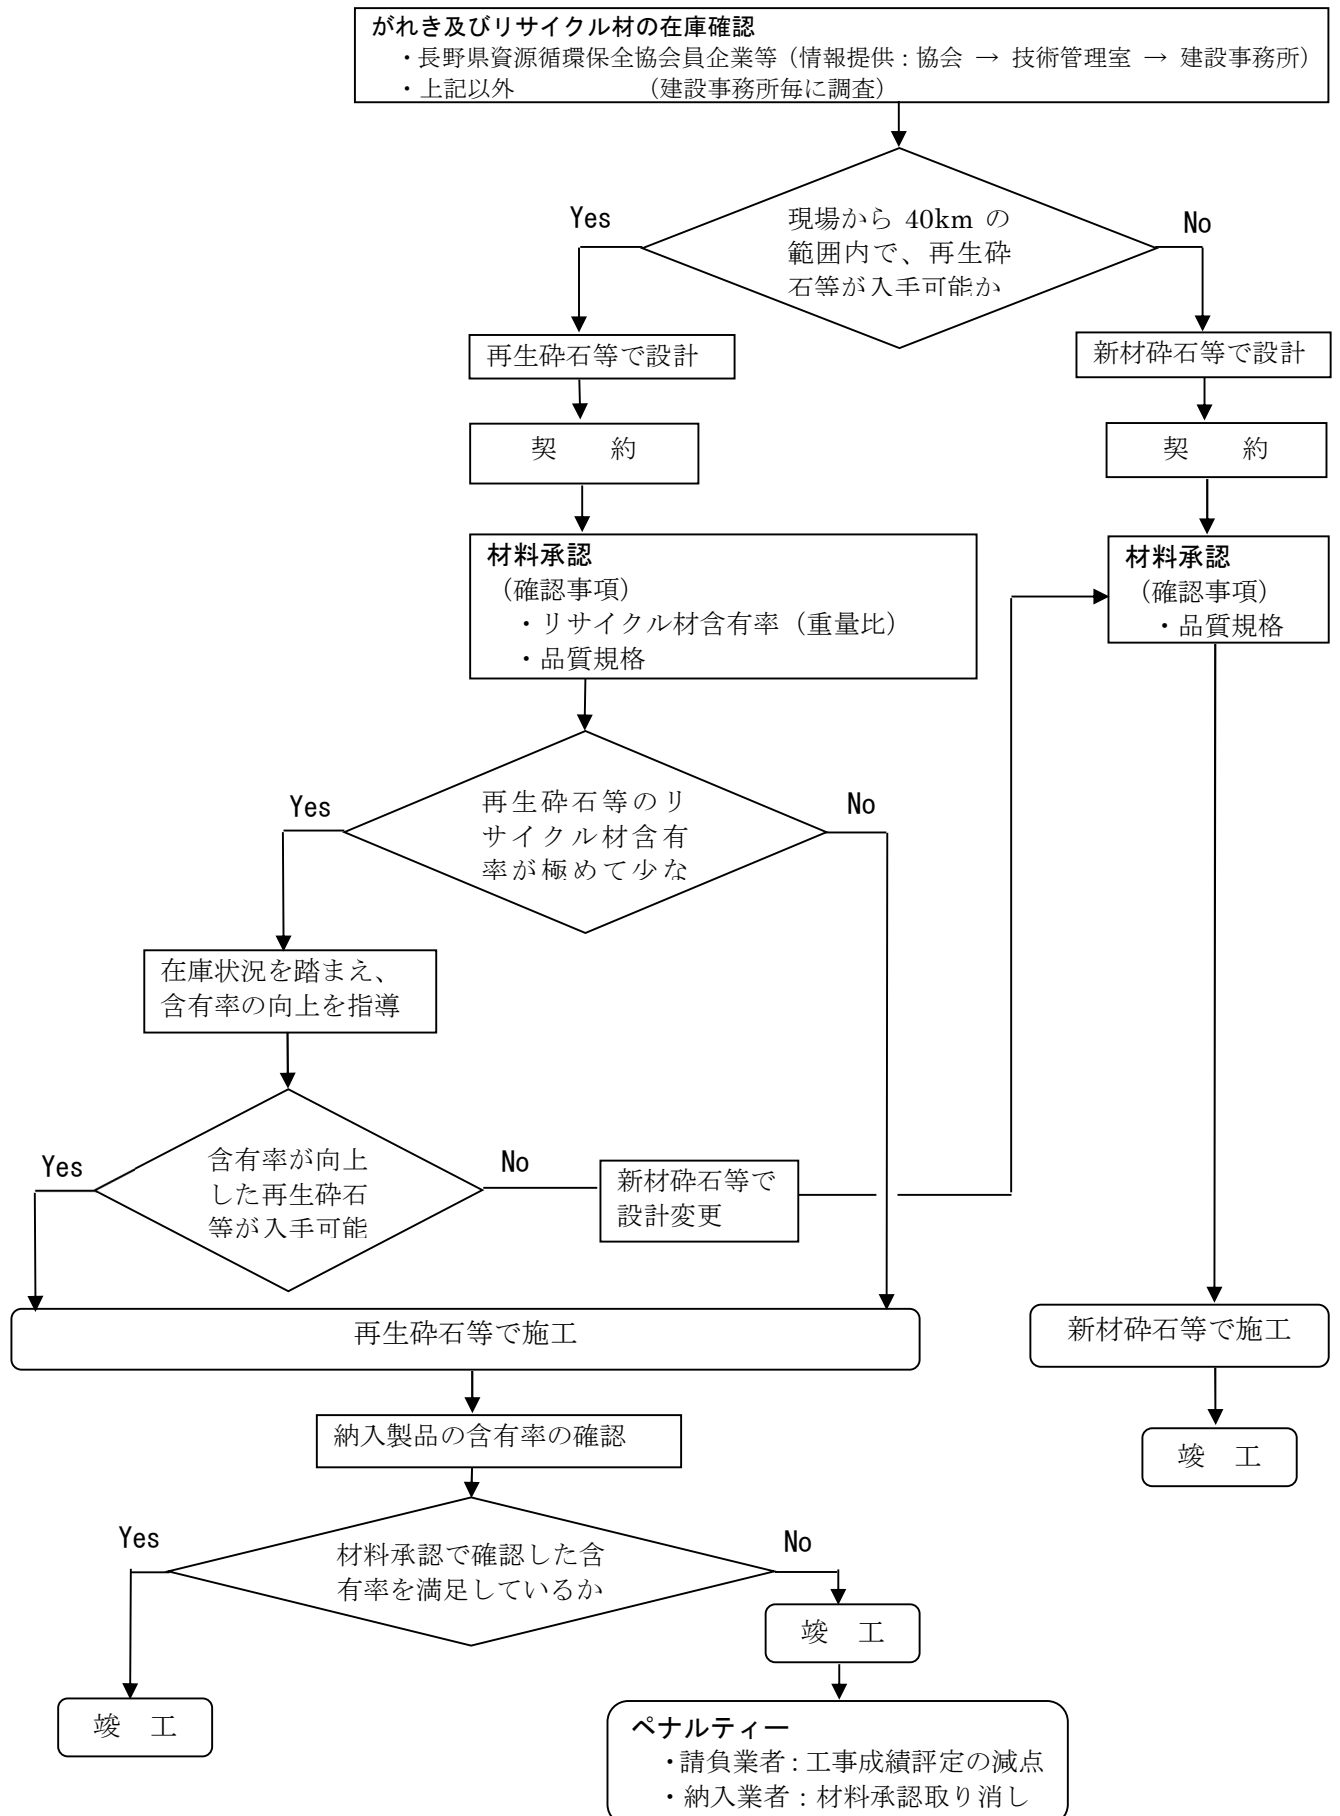 がれき及びリサイクル材の在庫確認
・長野県資源循環保全協会員企業等（情報提供：協会 → 技術管理室 → 建設事務所）
・上記以外　　　　　（建設事務所毎に調査）
現場から 40km の
範囲内で、再生砕
石等が入手可能か
Yes
No
再生砕石等で設計
新材砕石等で設計
契　約
契　約
材料承認
（確認事項）
・リサイクル材含有率（重量比）
・品質規格
材料承認
（確認事項）
・品質規格
再生砕石等のリ
サイクル材含有
率が極めて少な
Yes
No
在庫状況を踏まえ、
含有率の向上を指導
含有率が向上
した再生砕石
等が入手可能
Yes
No
新材砕石等で
設計変更
再生砕石等で施工
新材砕石等で施工
納入製品の含有率の確認
竣　工
材料承認で確認した含
有率を満足しているか
Yes
No
竣　工
竣　工
ペナルティー
・請負業者：工事成績評定の減点
・納入業者：材料承認取り消し